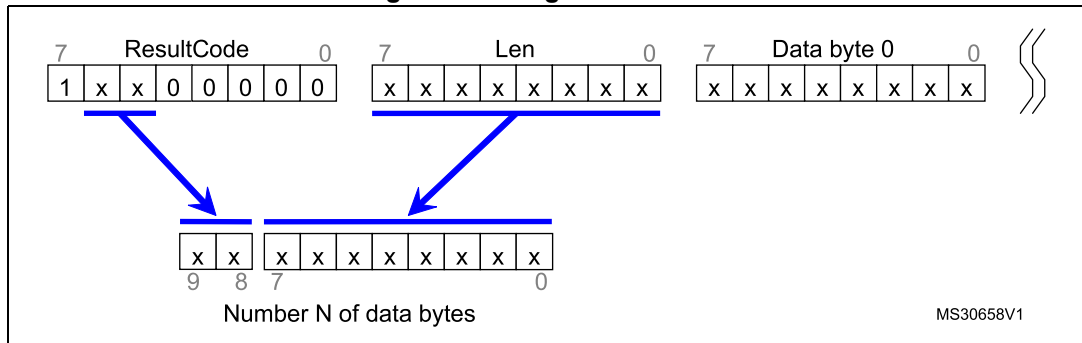 7 ResultCode 0 7 Len 0 7 Data byte 0 0
1 x x 0 0 0 0 0 x x x x x x x x x x x x x x x x
x x x x x x x x x x
9 8 7 0
Number N of data bytes
MS30658V1